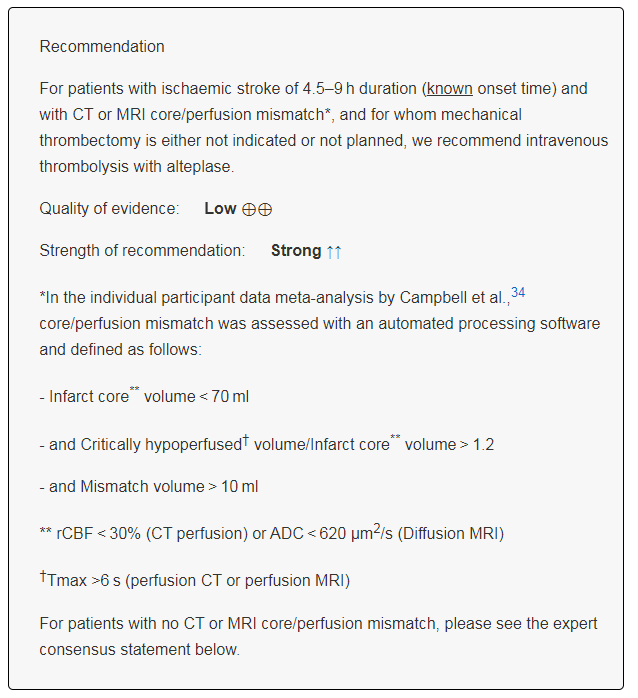 Recommendation
For patients with ischaemic stroke of 4.5–9 h duration (known onset time) and
with CT or MRI core/perfusion mismatch*, and for whom mechanical
thrombectomy is either not indicated or not planned, we recommend intravenous
thrombolysis with alteplase.
Quality of evidence: Low ⊕⊕
Strength of recommendation: Strong ↑↑
*In the individual participant data meta-analysis by Campbell et al.,34
core/perfusion mismatch was assessed with an automated processing software
and defined as follows:
- Infarct core** volume < 70 ml
- and Critically hypoperfused† volume/Infarct core** volume > 1.2
- and Mismatch volume > 10 ml
** rCBF < 30% (CT perfusion) or ADC < 620 μm2/s (Diffusion MRI)
†Tmax >6 s (perfusion CT or perfusion MRI)
For patients with no CT or MRI core/perfusion mismatch, please see the expert
consensus statement below.